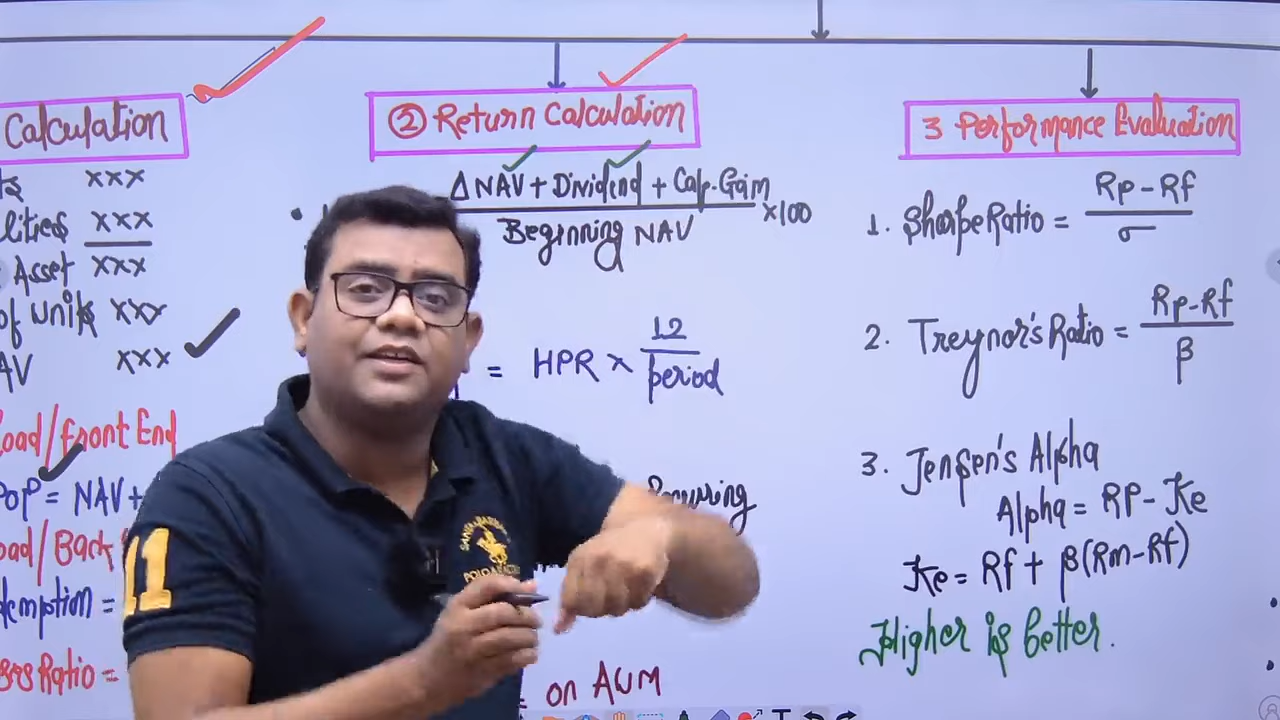 Calculation
xxx
lities xxx
Asset xxx
of units xxx
AV xxx
Load/Front End
POP = NAV+
oad/Back
demption =
Ratio =
② Return Calculation
ΔNAV + Dividend + Cap. Gain
Beginning NAV
×100
= HPR × 12
period
Recurring
on AUM
3 Performance Evaluation
1. Sharpe Ratio = Rp - Rf
σ
2. Treynor's Ratio = Rp - Rf
β
3. Jensen's Alpha
Alpha = RP - Ke
Ke = Rf + β(Rm-Rf)
Higher is better.
11